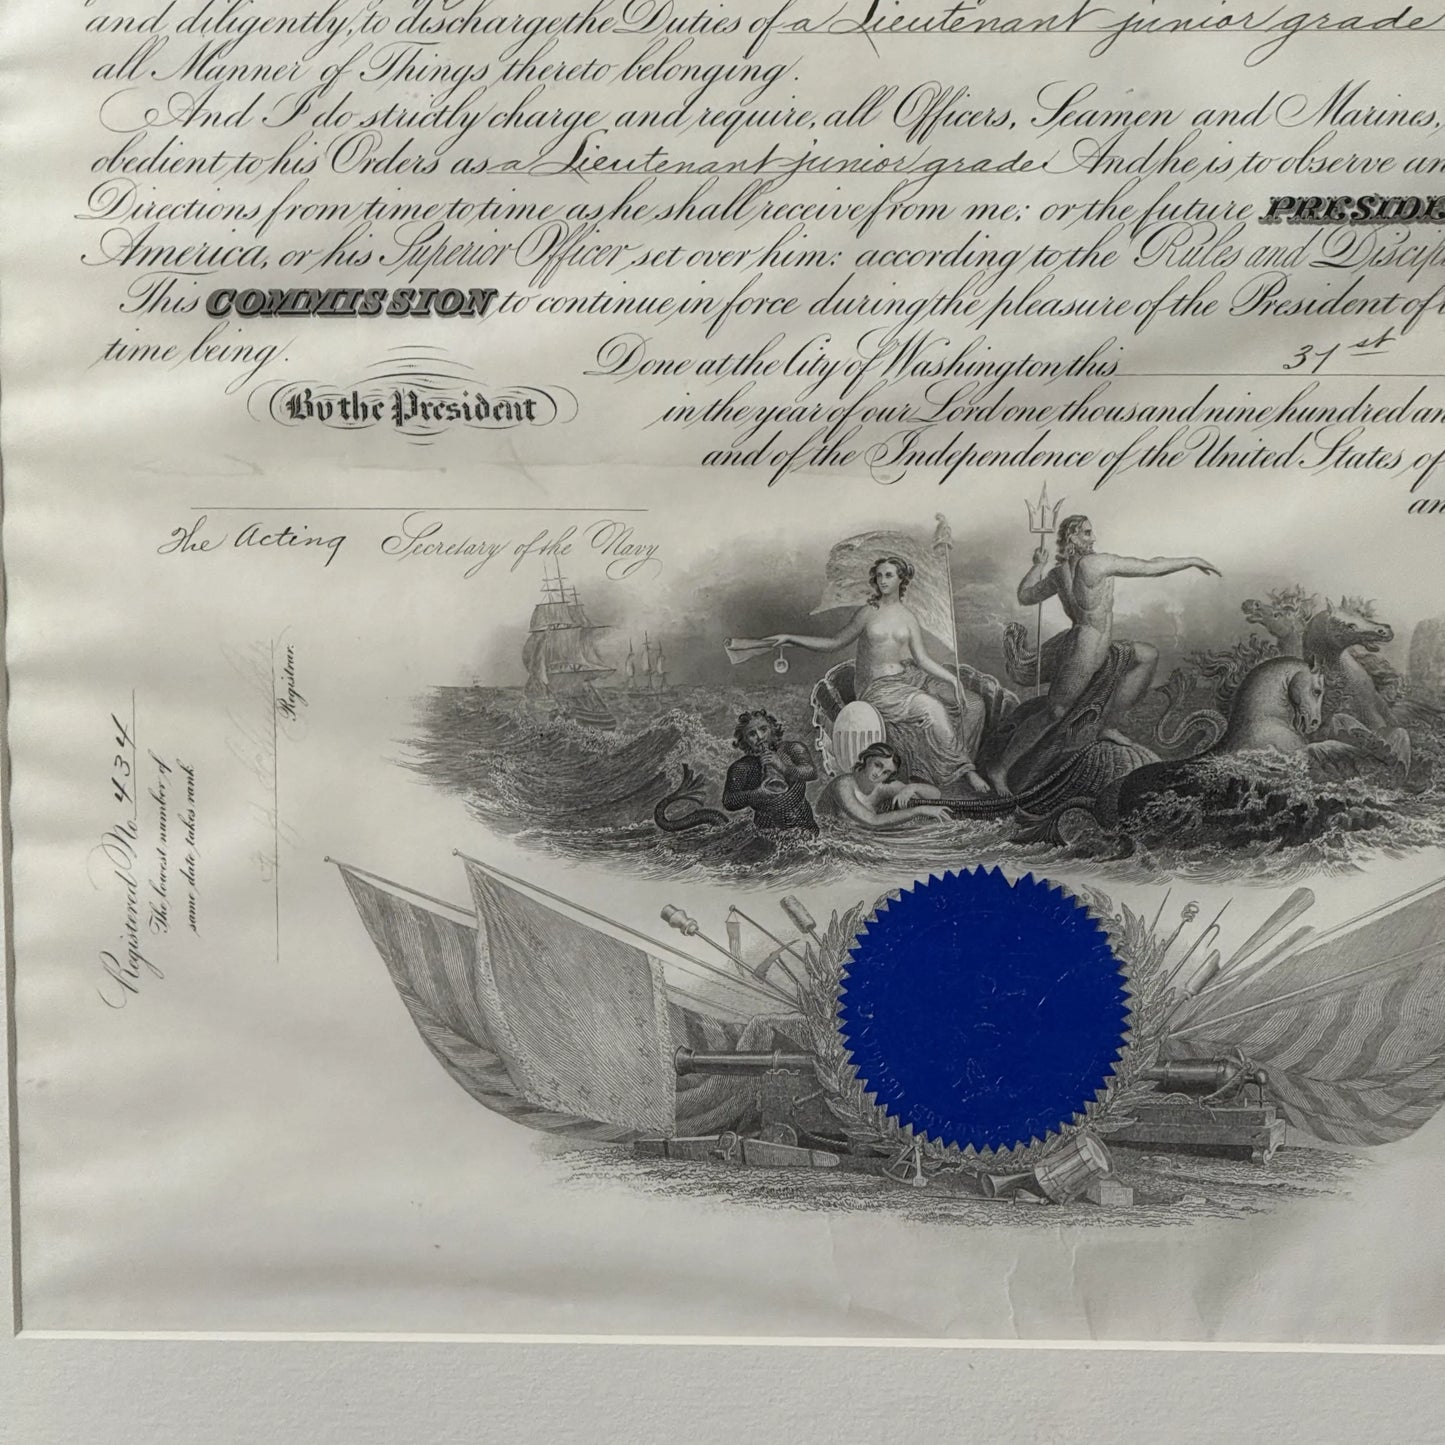 and diligently, to discharge the Duties of a Lieutenant junior grade
all Manner of Things thereto belonging.
And I do strictly charge and require, all Officers, Seamen and Marines,
obedient to his Orders as a Lieutenant junior grade And he is to observe an
Directions from time to time as he shall receive from me; or the future PRESIDE
America, or his Superior Officer set over him: according to the Rules and Discipl
This COMMISSION to continue in force during the pleasure of the President of t
time being.
Done at the City of Washington, this 31st
By the President
in the year of our Lord one thousand nine hundred an
and of the Independence of the United States of
an
The Acting Secretary of the Navy
Registrar.
Registered No 434
The lowest number of
same date, takes rank.